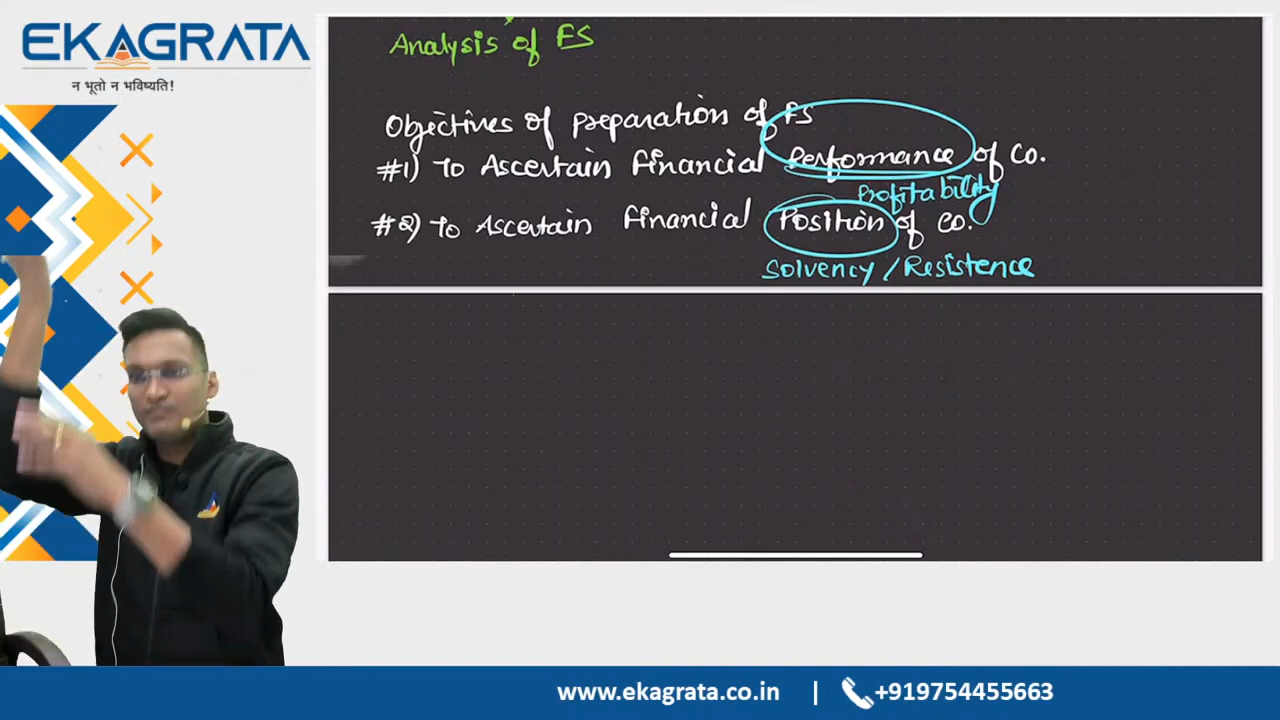 EKAGRATA
न भूतो न भविष्यति!
Analysis of FS
Objectives of preparation of FS
#1) To Ascertain Financial Performance of Co.
Profitability
#2) To Ascertain Financial Position of Co.
Solvency / Resistence
www.ekagrata.co.in | +919754455663